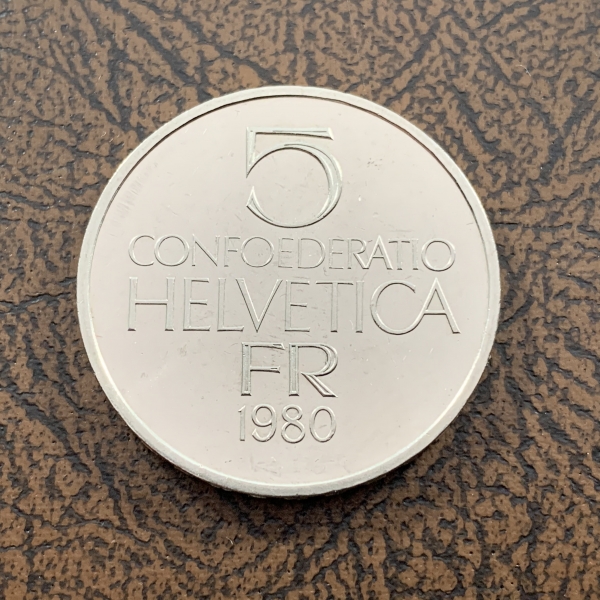 5
CONFOEDERATIO
HELVETICA
FR
1980